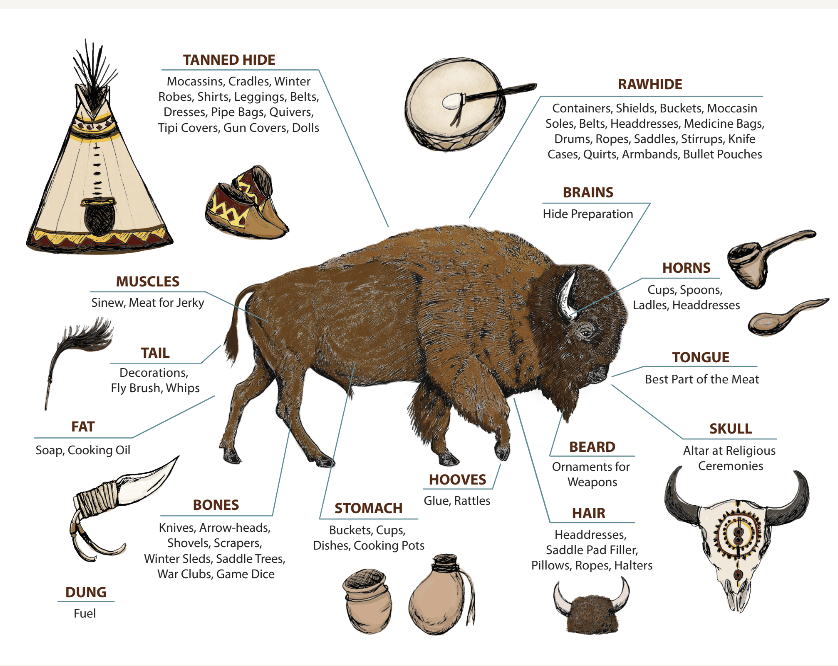 TANNED HIDE
Mocassins, Cradles, Winter
Robes, Shirts, Leggings, Belts,
Dresses, Pipe Bags, Quivers,
Tipi Covers, Gun Covers, Dolls
RAWHIDE
Containers, Shields, Buckets, Moccasin
Soles, Belts, Headdresses, Medicine Bags,
Drums, Ropes, Saddles, Stirrups, Knife
Cases, Quirts, Armbands, Bullet Pouches
BRAINS
Hide Preparation
HORNS
Cups, Spoons,
Ladles, Headdresses
MUSCLES
Sinew, Meat for Jerky
TAIL
Decorations,
Fly Brush, Whips
TONGUE
Best Part of the Meat
FAT
Soap, Cooking Oil
SKULL
Altar at Religious
Ceremonies
BEARD
Ornaments for
Weapons
HOOVES
Glue, Rattles
BONES
Knives, Arrow-heads,
Shovels, Scrapers,
Winter Sleds, Saddle Trees,
War Clubs, Game Dice
STOMACH
Buckets, Cups,
Dishes, Cooking Pots
HAIR
Headdresses,
Saddle Pad Filler,
Pillows, Ropes, Halters
DUNG
Fuel